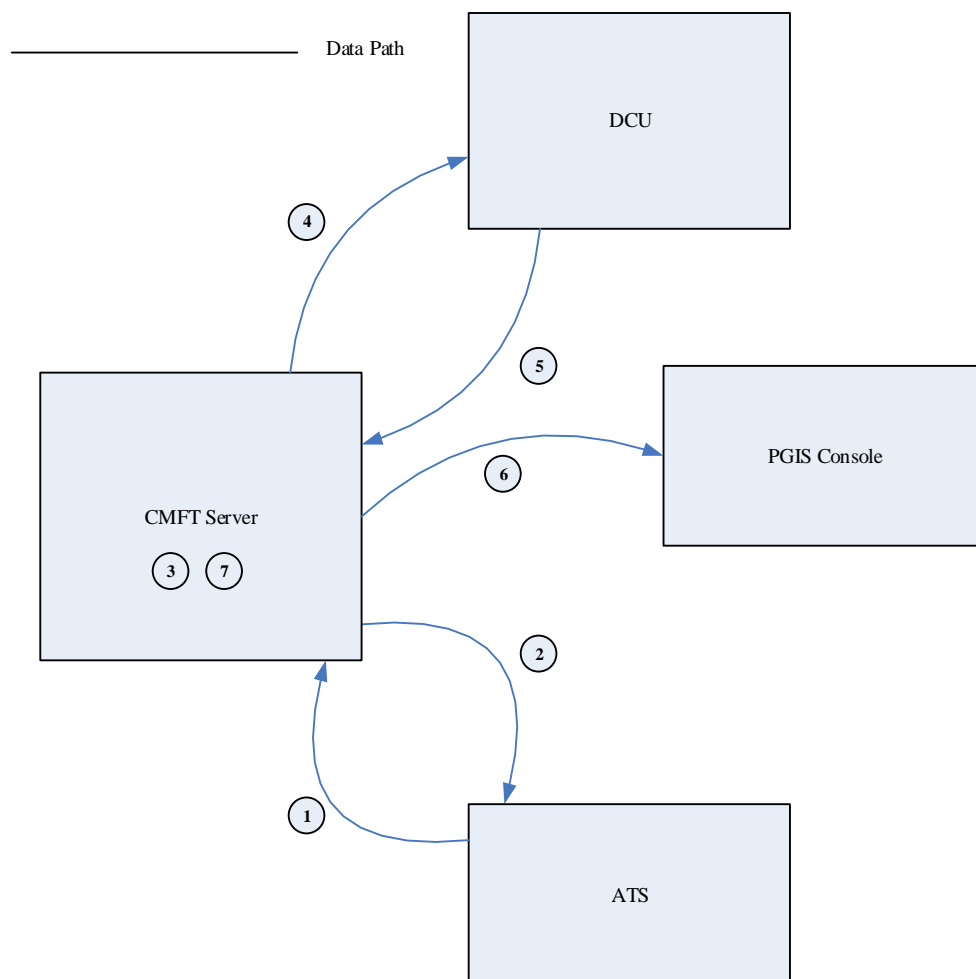 Data Path
DCU
4
5
PGIS Console
6
CMFT Server
3 7
2
1
ATS